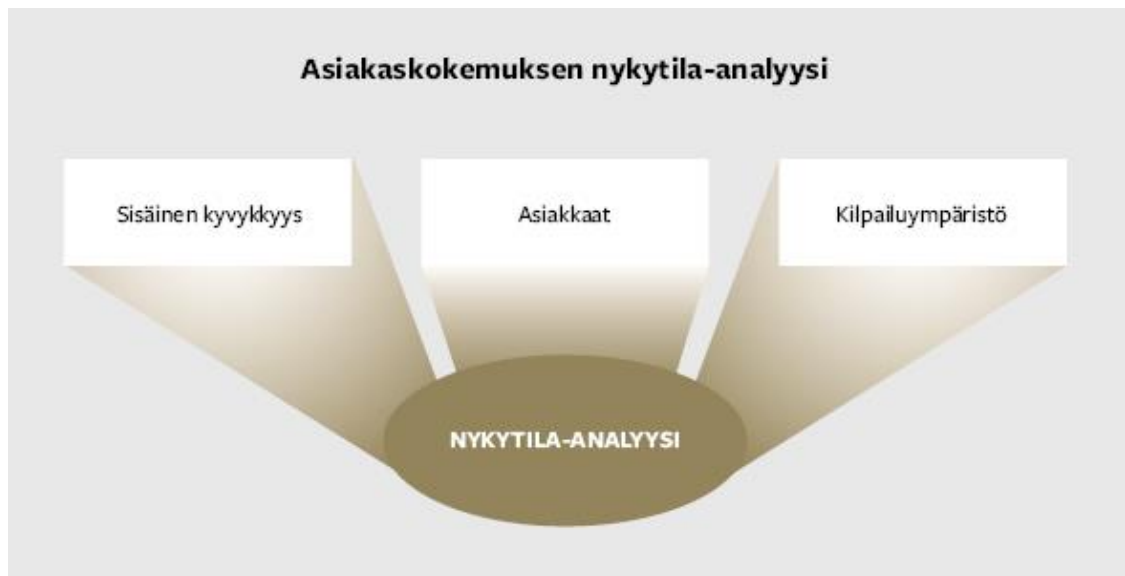 Asiakaskokemuksen nykytila-analyysi
Sisäinen kyvykkyys
Asiakkaat
Kilpailuympäristö
NYKYTILA-ANALYYSI